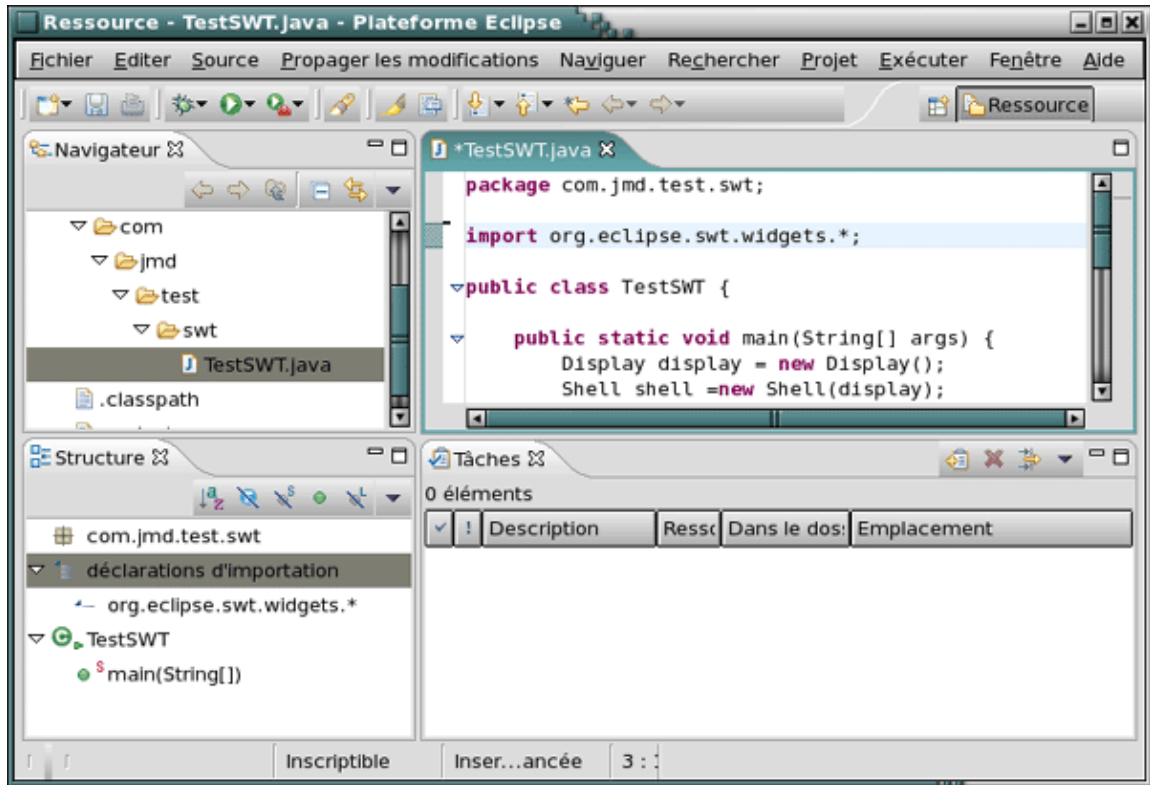 Ressource - TestSWT.java - Plateforme Eclipse
Fichier Editer Source Propager les modifications Naviguer Rechercher Projet Exécuter Fenêtre Aide
Ressource
Navigateur
com
jmd
test
swt
TestSWT.java
.classpath
*TestSWT.java
package com.jmd.test.swt;
import org.eclipse.swt.widgets.*;
public class TestSWT {
public static void main(String[] args) {
Display display = new Display();
Shell shell =new Shell(display);
Structure
com.jmd.test.swt
déclarations d'importation
org.eclipse.swt.widgets.*
TestSWT
main(String[])
Tâches
0 éléments
! Description Resso Dans le dos Emplacement
Inscriptible Inser...ancée 3 :